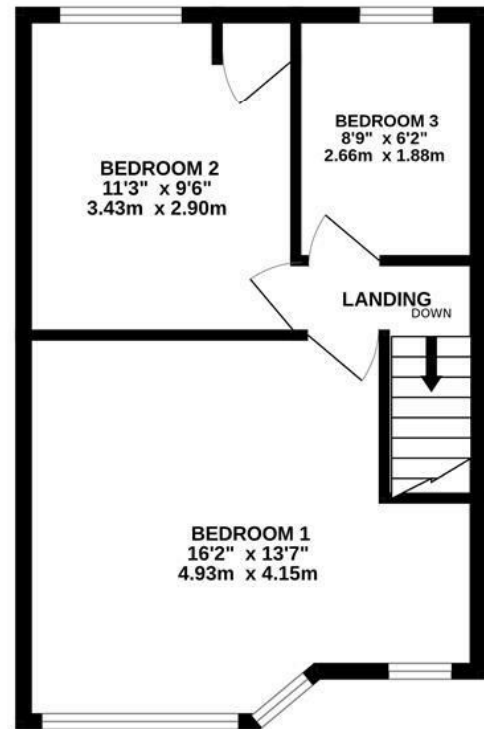 BEDROOM 3
8'9" x 6'2"
2.66m x 1.88m
BEDROOM 2
11'3" x 9'6"
3.43m x 2.90m
LANDING
DOWN
BEDROOM 1
16'2" x 13'7"
4.93m x 4.15m